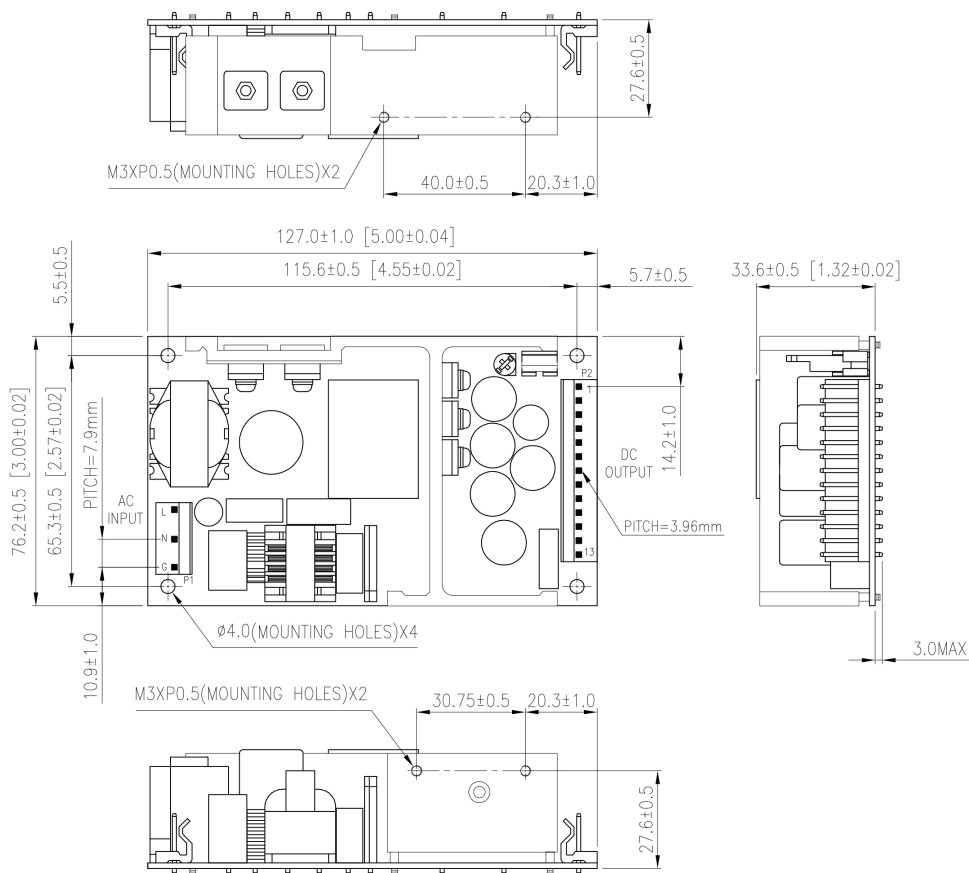 27.6±0.5
M3XP0.5(MOUNTING HOLES)X2
40.0±0.5
20.3±1.0
127.0±1.0 [5.00±0.04]
115.6±0.5 [4.55±0.02]
5.7±0.5
33.6±0.5 [1.32±0.02]
5.5±0.5
76.2±0.5 [3.00±0.02]
65.3±0.5 [2.57±0.02]
PITCH=7.9mm
AC
INPUT
L
N
G
P1
P2
1
DC
OUTPUT
14.2±1.0
PITCH=3.96mm
13
10.9±1.0
ø4.0(MOUNTING HOLES)X4
3.0MAX
M3XP0.5(MOUNTING HOLES)X2
30.75±0.5
20.3±1.0
27.6±0.5